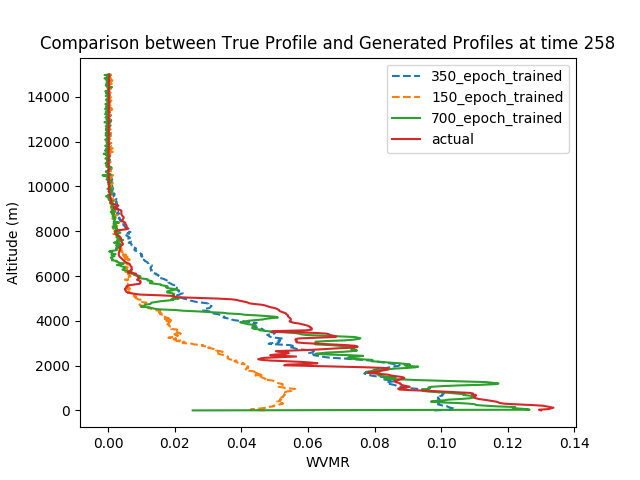 Comparison between True Profile and Generated Profiles at time 258
350_epoch_trained
150_epoch_trained
700_epoch_trained
actual
14000
12000
10000
8000
6000
4000
2000
0
Altitude (m)
0.00 0.02 0.04 0.06 0.08 0.10 0.12 0.14
WVMR